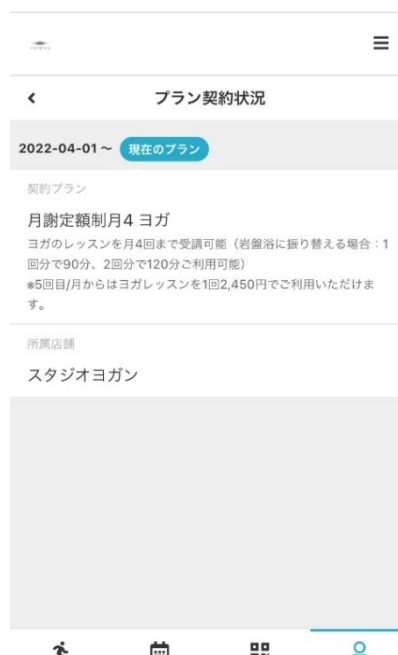 プラン契約状況
2022-04-01 ~ 現在のプラン
契約プラン
月謝定額制月4 ヨガ
ヨガのレッスンを月4回まで受講可能（岩盤浴に振り替える場合：1
回分で90分、2回分で120分ご利用可能）
※5回目/月からはヨガレッスンを1回2,450円でご利用いただけま
す。
所属店舗
スタジオヨガン